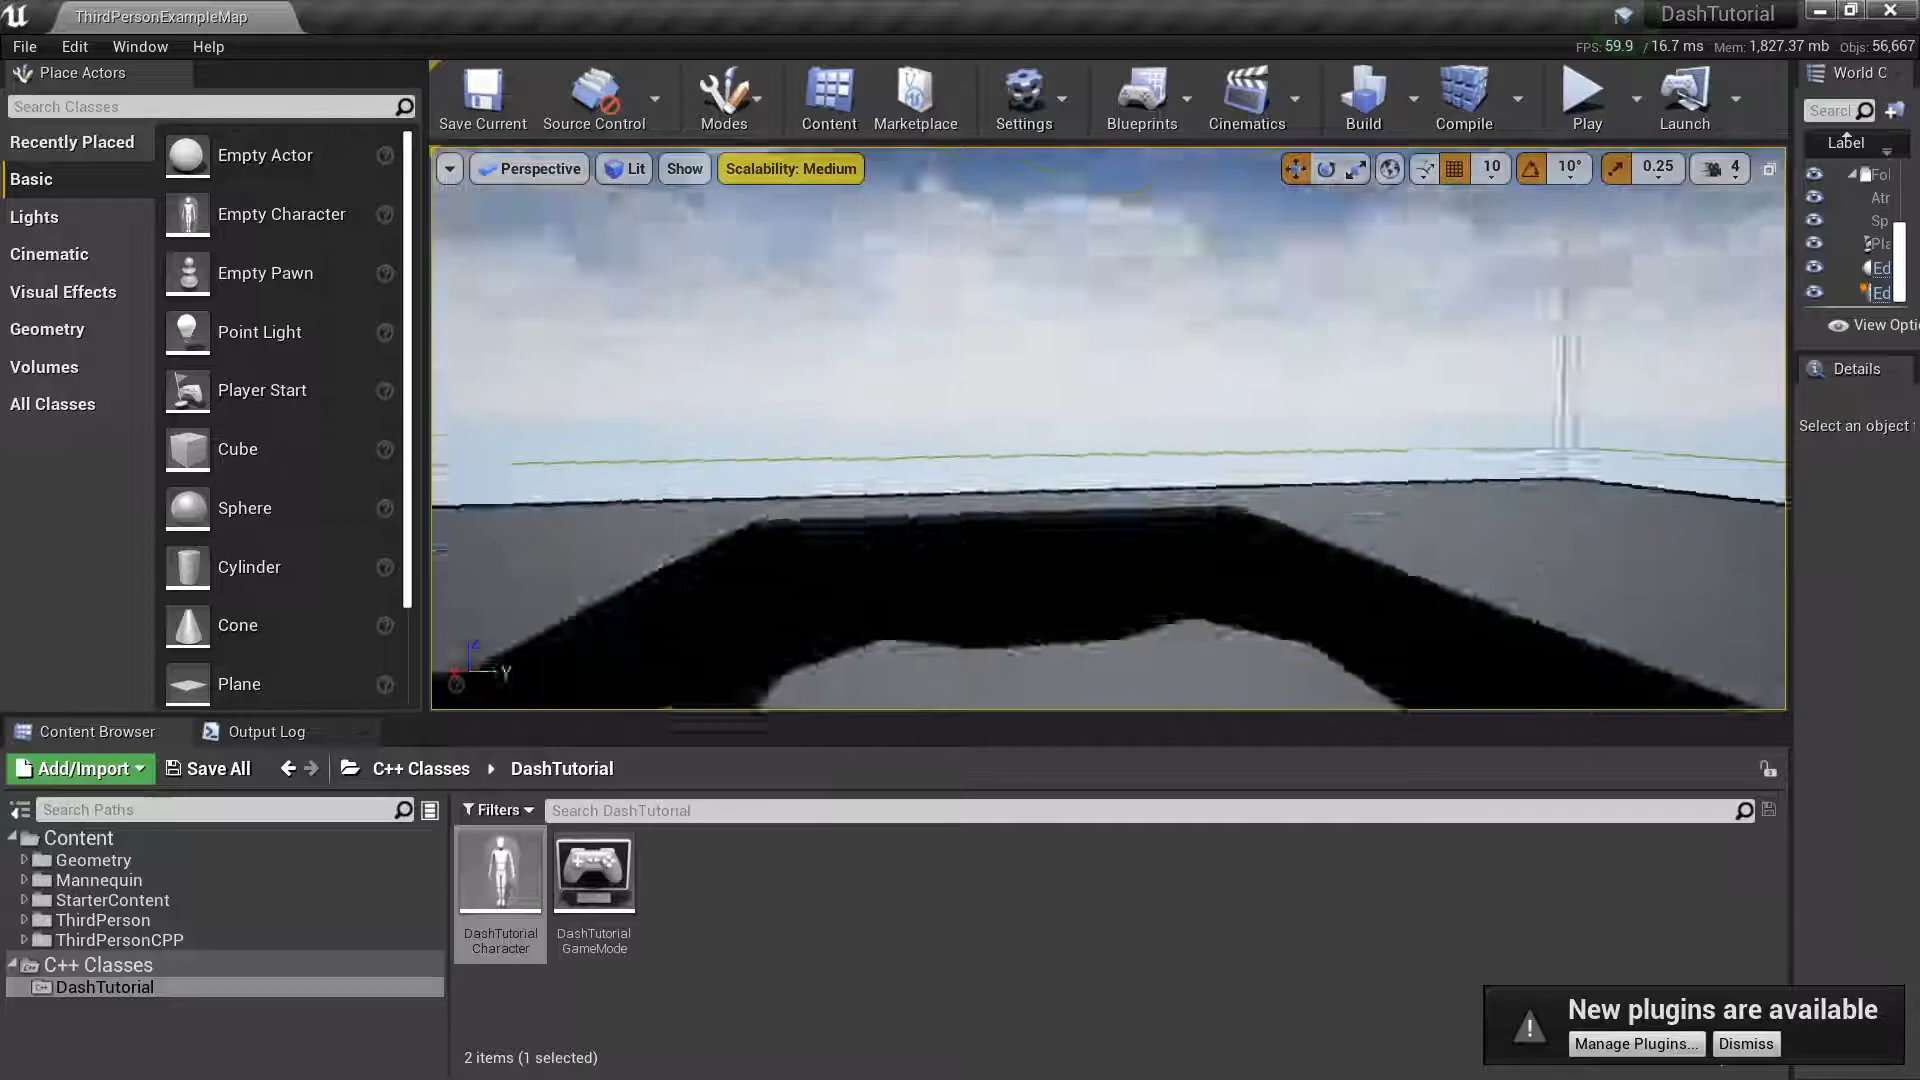 ThirdPersonExampleMap
DashTutorial
File Edit Window Help
FPS: 59.9 / 16.7 ms Mem: 1,827.37 mb Objs: 56,667
Place Actors
Search Classes
Recently Placed
Basic
Lights
Cinematic
Visual Effects
Geometry
Volumes
All Classes
Empty Actor
Empty Character
Empty Pawn
Point Light
Player Start
Cube
Sphere
Cylinder
Cone
Plane
Save Current Source Control Modes Content Marketplace Settings Blueprints Cinematics Build Compile Play Launch
Perspective Lit Show Scalability: Medium
10 10° 0.25 4
Z
X Y
World C
Searcl
Label
Fol
Atr
Sp
Pla
Ed
Ed
View Opti
Details
Select an object
Content Browser Output Log
Add/Import Save All C++ Classes DashTutorial
Search Paths
Filters Search DashTutorial
Content
Geometry
Mannequin
StarterContent
ThirdPerson
ThirdPersonCPP
C++ Classes
DashTutorial
DashTutorial
Character
DashTutorial
GameMode
2 items (1 selected)
New plugins are available
Manage Plugins... Dismiss